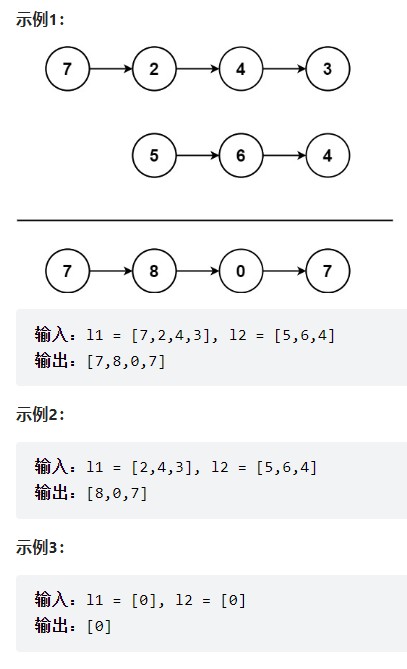 示例1：
7 2 4 3
5 6 4
7 8 0 7
输入：l1 = [7,2,4,3], l2 = [5,6,4]
输出：[7,8,0,7]
示例2：
输入：l1 = [2,4,3], l2 = [5,6,4]
输出：[8,0,7]
示例3：
输入：l1 = [0], l2 = [0]
输出：[0]